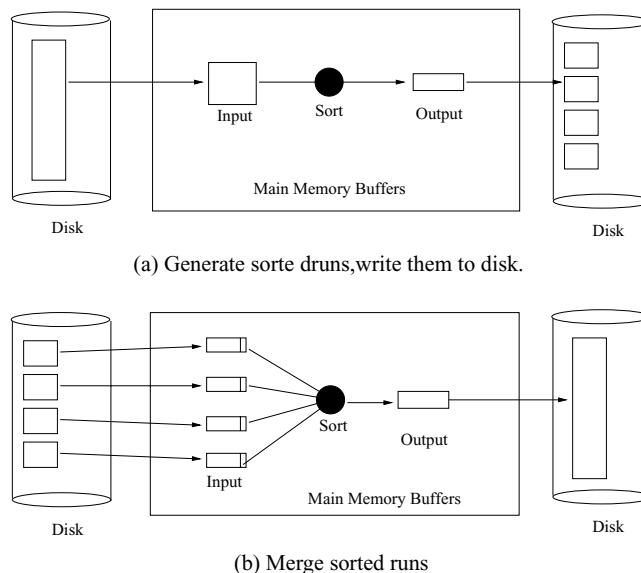 Input
Sort
Output
Main Memory Buffers
Disk
Disk
(a) Generate sorte druns,write them to disk.
Sort
Output
Input
Main Memory Buffers
Disk
Disk
(b) Merge sorted runs